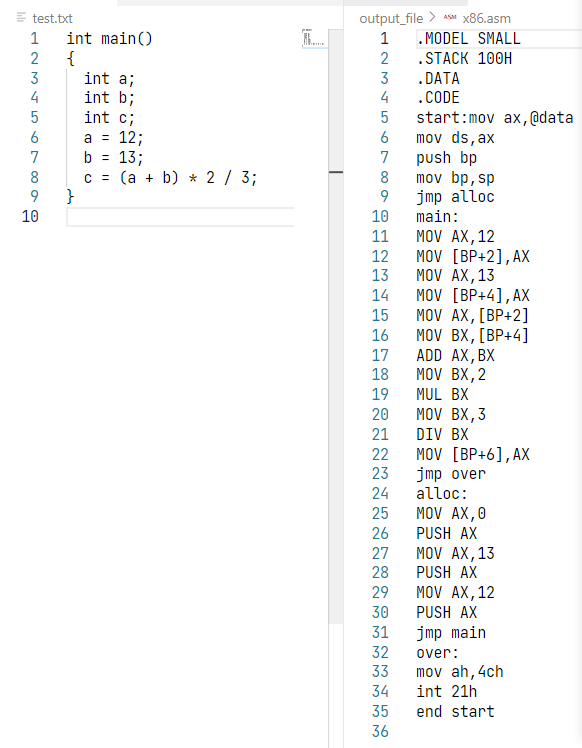 test.txt
1 int main()
2 {
3 int a;
4 int b;
5 int c;
6 a = 12;
7 b = 13;
8 c = (a + b) * 2 / 3;
9 }
10
output_file > ASM x86.asm
1 .MODEL SMALL
2 .STACK 100H
3 .DATA
4 .CODE
5 start:mov ax,@data
6 mov ds,ax
7 push bp
8 mov bp,sp
9 jmp alloc
10 main:
11 MOV AX,12
12 MOV [BP+2],AX
13 MOV AX,13
14 MOV [BP+4],AX
15 MOV AX,[BP+2]
16 MOV BX,[BP+4]
17 ADD AX,BX
18 MOV BX,2
19 MUL BX
20 MOV BX,3
21 DIV BX
22 MOV [BP+6],AX
23 jmp over
24 alloc:
25 MOV AX,0
26 PUSH AX
27 MOV AX,13
28 PUSH AX
29 MOV AX,12
30 PUSH AX
31 jmp main
32 over:
33 mov ah,4ch
34 int 21h
35 end start
36